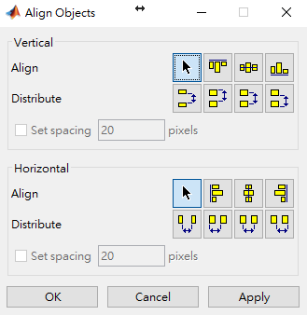 Align Objects
Vertical
Align
Distribute
Set spacing 20 pixels
Horizontal
Align
Distribute
Set spacing 20 pixels
OK Cancel Apply